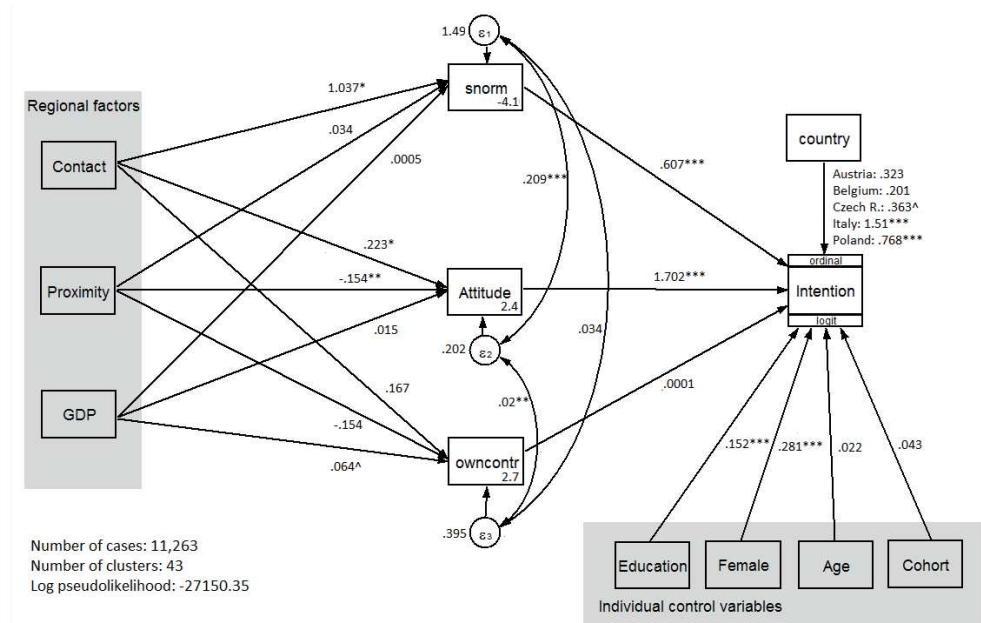 1.49
ε₁
Regional factors
1.037*
snorm
-4.1
.034
country
Contact
.0005
.607***
.209***
Austria: .323
Belgium: .201
Czech R.: .363^
Italy: 1.51***
Poland: .768***
.223*
ordinal
Proximity
-.154**
Attitude
2.4
1.702***
Intention
logit
.015
.034
.202
ε₂
.167
.0001
GDP
.02**
-.154
.064^
owncontr
2.7
.152***
.281***
.022
.043
.395
ε₃
Number of cases: 11,263
Number of clusters: 43
Log pseudolikelihood: -27150.35
Education
Female
Age
Cohort
Individual control variables